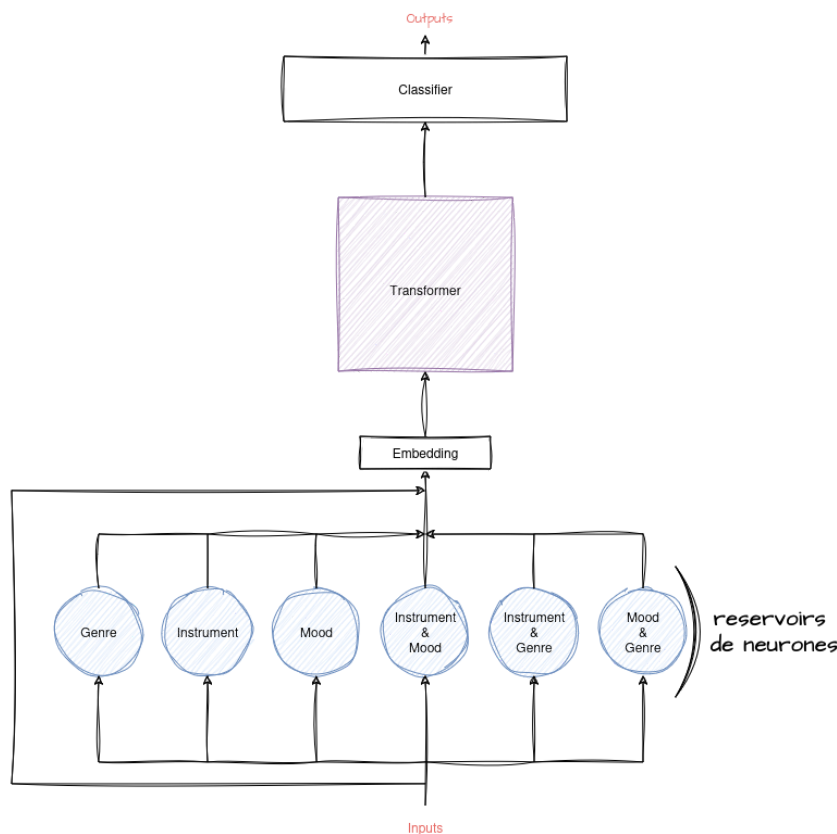 Outputs
Classifier
Transformer
Embedding
Genre
Instrument
Mood
Instrument
&
Mood
Instrument
&
Genre
Mood
&
Genre
reservoirs
de neurones
Inputs